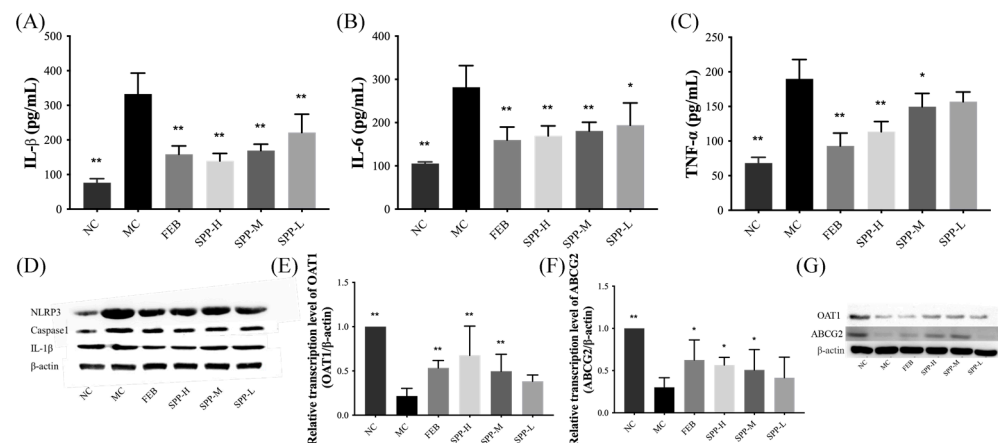 (A)
IL-β (pg/mL)
500
400
300
200
100
0
**
**
**
**
**
NC
MC
FEB
SPP-H
SPP-M
SPP-L
(B)
IL-6 (pg/mL)
400
300
200
100
0
**
**
**
**
*
NC
MC
FEB
SPP-H
SPP-M
SPP-L
(C)
TNF-α (pg/mL)
250
200
150
100
50
0
**
**
**
*
NC
MC
FEB
SPP-H
SPP-M
SPP-L
(D)
NLRP3
Caspase1
IL-1β
β-actin
NC
MC
FEB
SPP-H
SPP-M
SPP-L
(E)
Relative transcription level of OAT1
(OAT1/β-actin)
1.5
1.0
0.5
0.0
**
**
**
**
NC
MC
FEB
SPP-H
SPP-M
SPP-L
(F)
Relative transcription level of ABCG2
(ABCG2/β-actin)
1.5
1.0
0.5
0.0
**
*
*
*
NC
MC
FEB
SPP-H
SPP-M
SPP-L
(G)
OAT1
ABCG2
β-actin
NC
MC
FEB
SPP-H
SPP-M
SPP-L